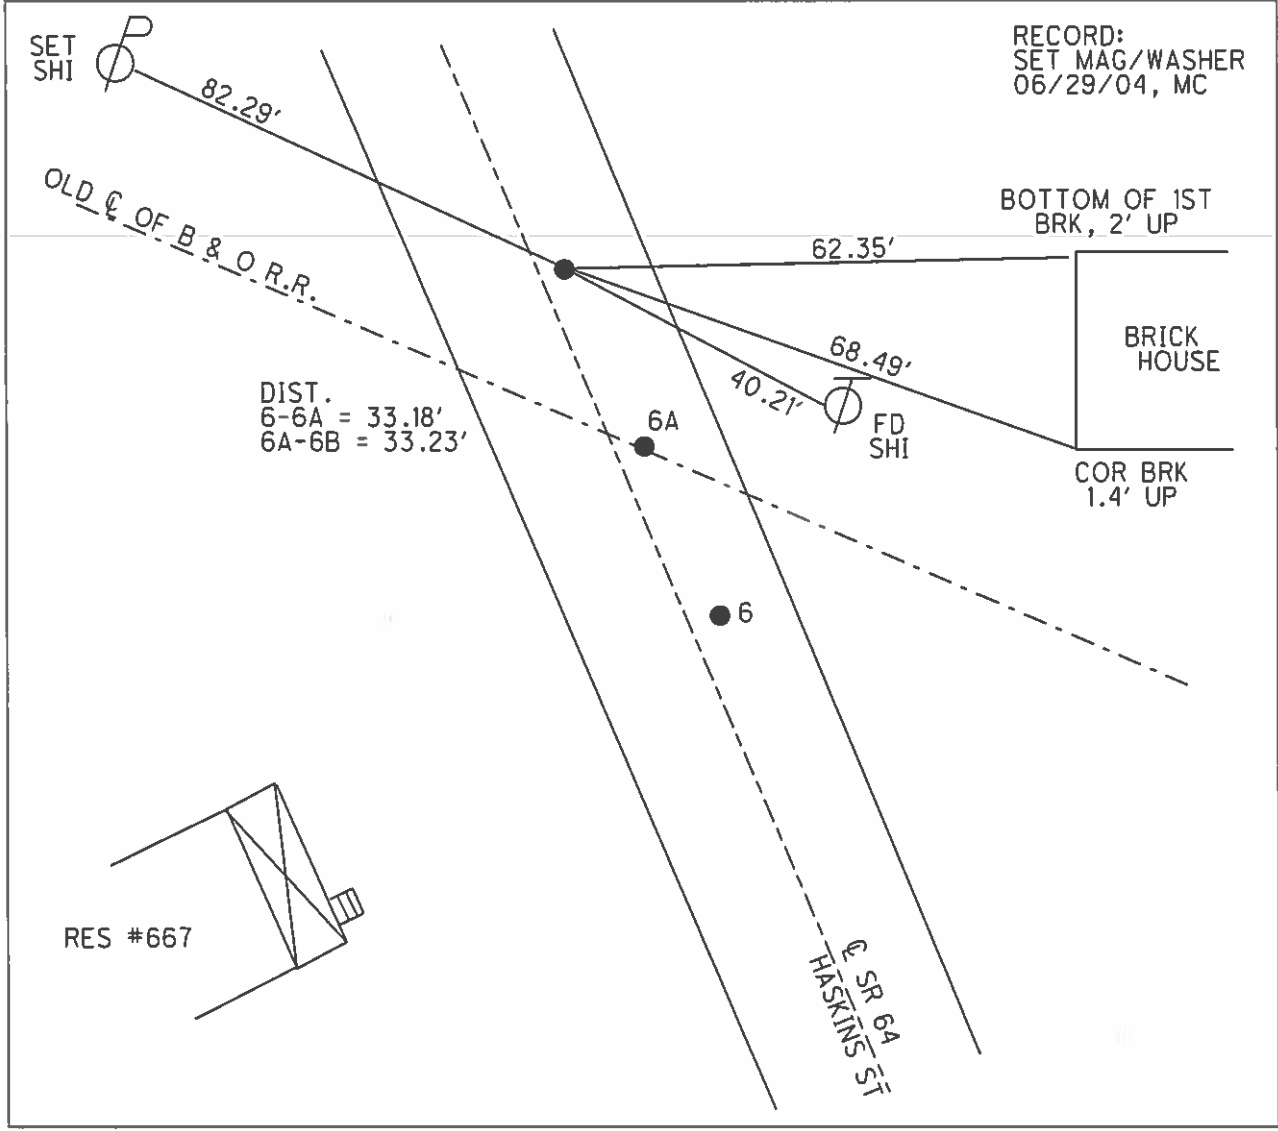 SET
SHI
82.29'
RECORD:
SET MAG/WASHER
06/29/04, MC
OLD ℄ OF B & O R.R.
BOTTOM OF 1ST
BRK, 2' UP
62.35'
BRICK
HOUSE
68.49'
40.21'
FD
SHI
DIST.
6-6A = 33.18'
6A-6B = 33.23'
6A
COR BRK
1.4' UP
6
RES #667
℄ SR 64
HASKINS ST